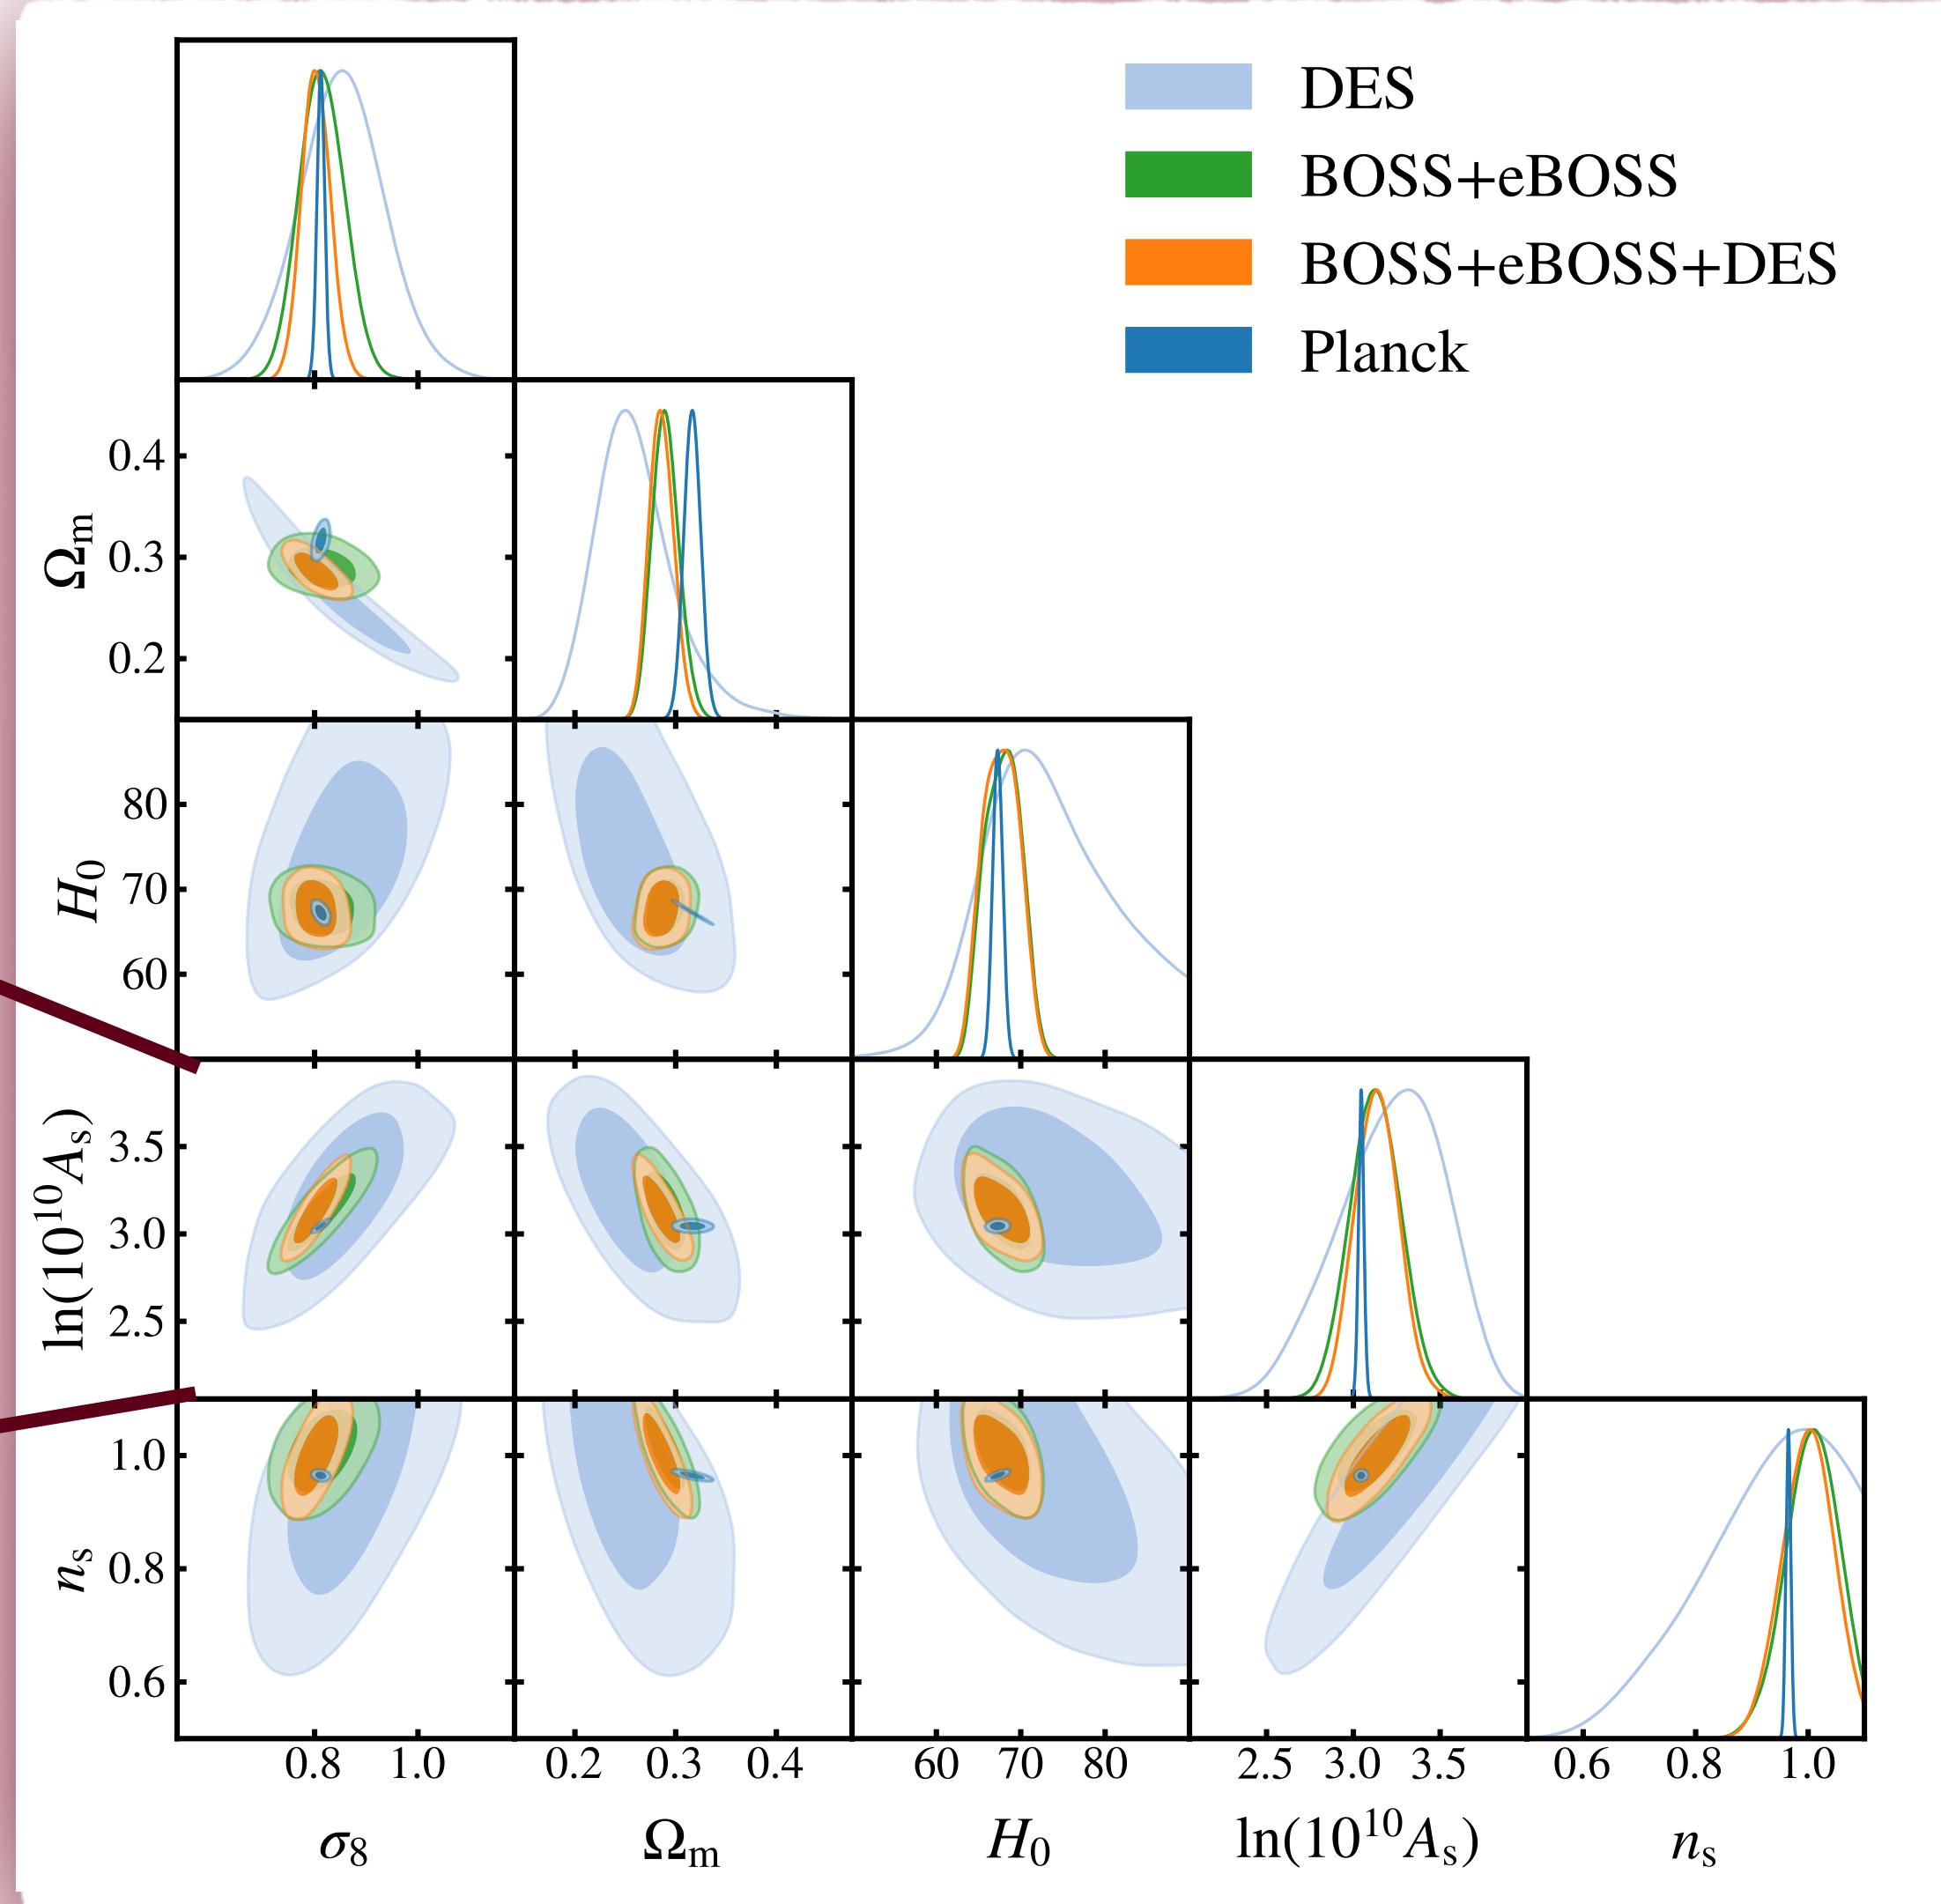 DES
BOSS+eBOSS
BOSS+eBOSS+DES
Planck
0.4
0.3
0.2
Ωm
80
70
60
H0
3.5
3.0
2.5
ln(10¹⁰As)
1.0
0.8
0.6
ns
0.8 1.0 0.2 0.3 0.4 60 70 80 2.5 3.0 3.5 0.6 0.8 1.0
σ8 Ωm H0 ln(10¹⁰As) ns